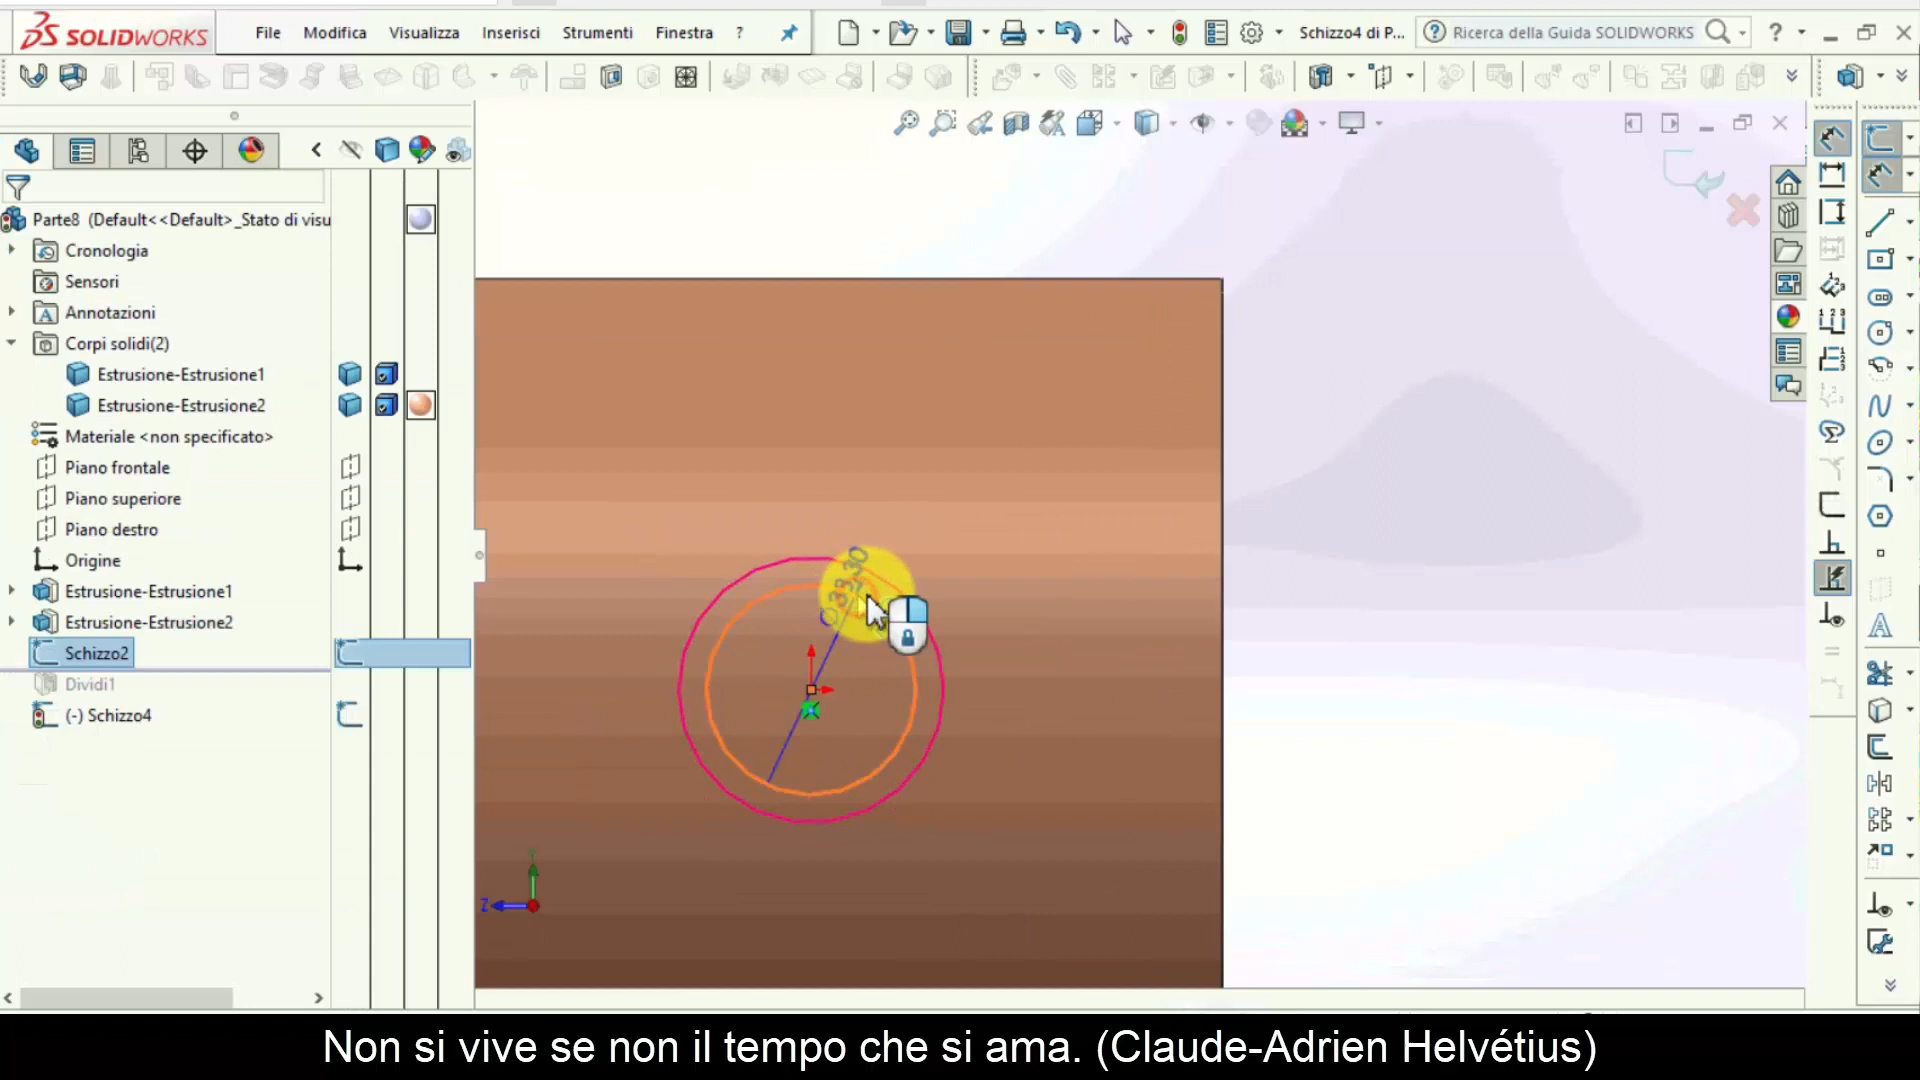 SOLIDWORKS
File Modifica Visualizza Inserisci Strumenti Finestra ?
Schizzo4 di P...
Ricerca della Guida SOLIDWORKS
Parte8 (Default<<Default>_Stato di visu
Cronologia
Sensori
Annotazioni
Corpi solidi(2)
Estrusione-Estrusione1
Estrusione-Estrusione2
Materiale <non specificato>
Piano frontale
Piano superiore
Piano destro
Origine
Estrusione-Estrusione1
Estrusione-Estrusione2
Schizzo2
Dividi1
(-) Schizzo4
Ø33.30
Y
Z
Non si vive se non il tempo che si ama. (Claude-Adrien Helvétius)